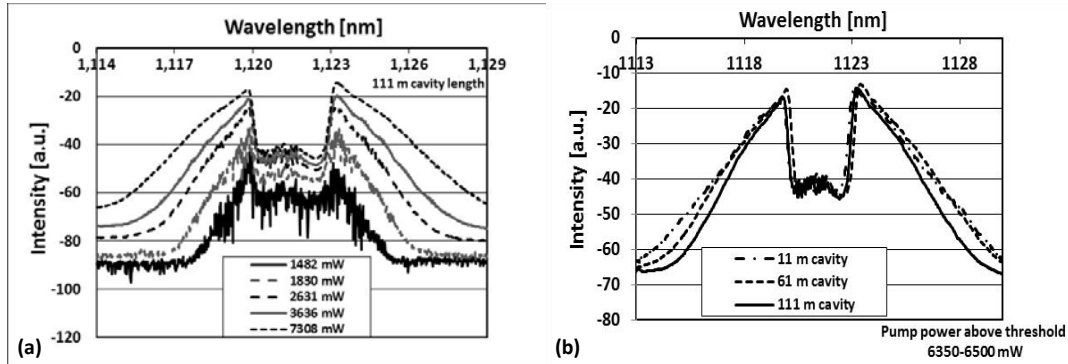 Wavelength [nm]
0
1,114 1,117 1,120 1,123 1,126 1,129
111 m cavity length
-20
-40
-60
-80
-100
-120
Intensity [a.u.]
1482 mW
1830 mW
2631 mW
3636 mW
7308 mW
(a)
Wavelength [nm]
0
1113 1118 1123 1128
-10
-20
-30
-40
-50
-60
-70
-80
Intensity [a.u.]
11 m cavity
61 m cavity
111 m cavity
Pump power above threshold
6350-6500 mW
(b)